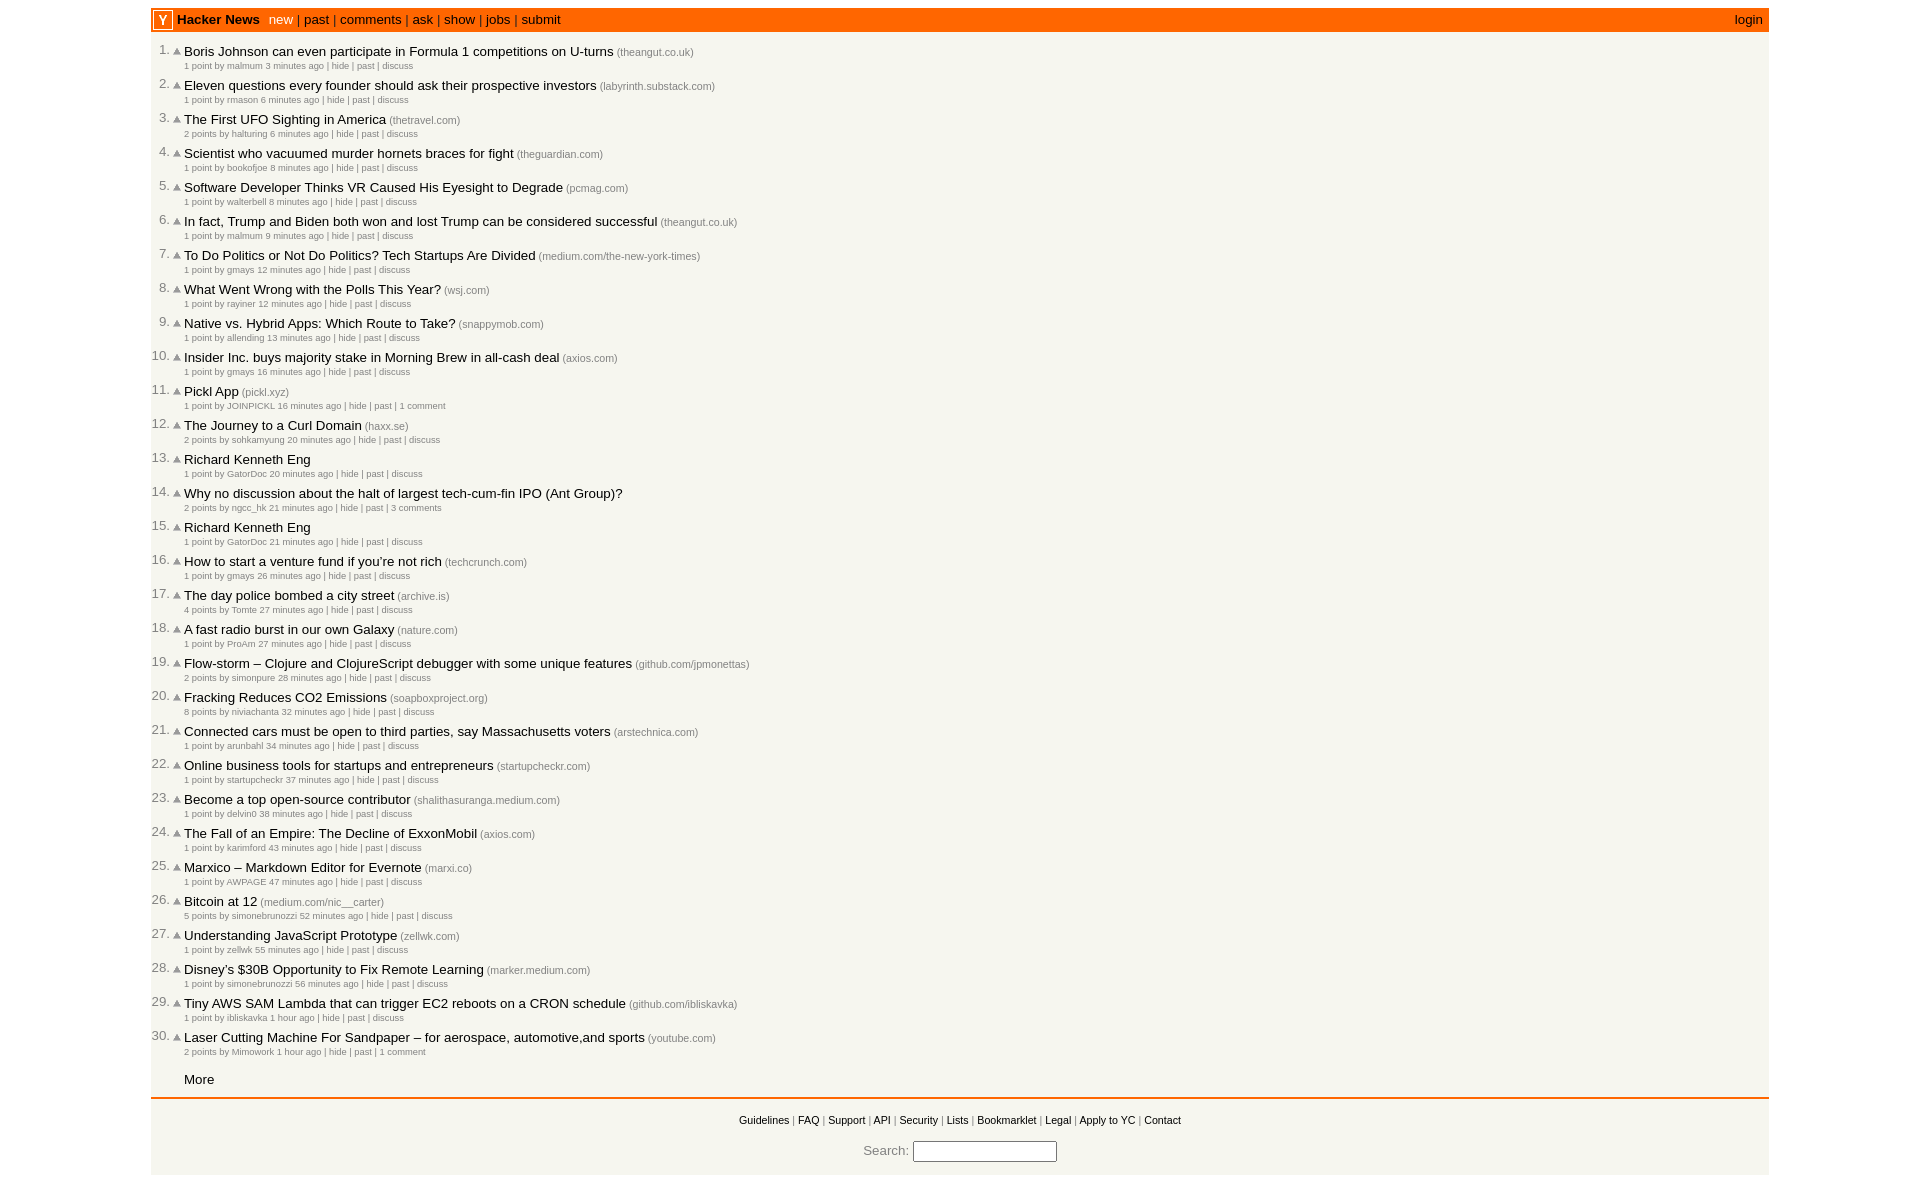 Y Hacker News new | past | comments | ask | show | jobs | submit login
1. Boris Johnson can even participate in Formula 1 competitions on U-turns (theangut.co.uk)
1 point by malmum 3 minutes ago | hide | past | discuss
2. Eleven questions every founder should ask their prospective investors (labyrinth.substack.com)
1 point by rmason 6 minutes ago | hide | past | discuss
3. The First UFO Sighting in America (thetravel.com)
2 points by halturing 6 minutes ago | hide | past | discuss
4. Scientist who vacuumed murder hornets braces for fight (theguardian.com)
1 point by bookofjoe 8 minutes ago | hide | past | discuss
5. Software Developer Thinks VR Caused His Eyesight to Degrade (pcmag.com)
1 point by walterbell 8 minutes ago | hide | past | discuss
6. In fact, Trump and Biden both won and lost Trump can be considered successful (theangut.co.uk)
1 point by malmum 9 minutes ago | hide | past | discuss
7. To Do Politics or Not Do Politics? Tech Startups Are Divided (medium.com/the-new-york-times)
1 point by gmays 12 minutes ago | hide | past | discuss
8. What Went Wrong with the Polls This Year? (wsj.com)
1 point by rayiner 12 minutes ago | hide | past | discuss
9. Native vs. Hybrid Apps: Which Route to Take? (snappymob.com)
1 point by allending 13 minutes ago | hide | past | discuss
10. Insider Inc. buys majority stake in Morning Brew in all-cash deal (axios.com)
1 point by gmays 16 minutes ago | hide | past | discuss
11. Pickl App (pickl.xyz)
1 point by JOINPICKL 16 minutes ago | hide | past | 1 comment
12. The Journey to a Curl Domain (haxx.se)
2 points by sohkamyung 20 minutes ago | hide | past | discuss
13. Richard Kenneth Eng
1 point by GatorDoc 20 minutes ago | hide | past | discuss
14. Why no discussion about the halt of largest tech-cum-fin IPO (Ant Group)?
2 points by ngcc_hk 21 minutes ago | hide | past | 3 comments
15. Richard Kenneth Eng
1 point by GatorDoc 21 minutes ago | hide | past | discuss
16. How to start a venture fund if you’re not rich (techcrunch.com)
1 point by gmays 26 minutes ago | hide | past | discuss
17. The day police bombed a city street (archive.is)
4 points by Tomte 27 minutes ago | hide | past | discuss
18. A fast radio burst in our own Galaxy (nature.com)
1 point by ProAm 27 minutes ago | hide | past | discuss
19. Flow-storm – Clojure and ClojureScript debugger with some unique features (github.com/jpmonettas)
2 points by simonpure 28 minutes ago | hide | past | discuss
20. Fracking Reduces CO2 Emissions (soapboxproject.org)
8 points by niviachanta 32 minutes ago | hide | past | discuss
21. Connected cars must be open to third parties, say Massachusetts voters (arstechnica.com)
1 point by arunbahl 34 minutes ago | hide | past | discuss
22. Online business tools for startups and entrepreneurs (startupcheckr.com)
1 point by startupcheckr 37 minutes ago | hide | past | discuss
23. Become a top open-source contributor (shalithasuranga.medium.com)
1 point by delvin0 38 minutes ago | hide | past | discuss
24. The Fall of an Empire: The Decline of ExxonMobil (axios.com)
1 point by karimford 43 minutes ago | hide | past | discuss
25. Marxico – Markdown Editor for Evernote (marxi.co)
1 point by AWPAGE 47 minutes ago | hide | past | discuss
26. Bitcoin at 12 (medium.com/nic__carter)
5 points by simonebrunozzi 52 minutes ago | hide | past | discuss
27. Understanding JavaScript Prototype (zellwk.com)
1 point by zellwk 55 minutes ago | hide | past | discuss
28. Disney’s $30B Opportunity to Fix Remote Learning (marker.medium.com)
1 point by simonebrunozzi 56 minutes ago | hide | past | discuss
29. Tiny AWS SAM Lambda that can trigger EC2 reboots on a CRON schedule (github.com/ibliskavka)
1 point by ibliskavka 1 hour ago | hide | past | discuss
30. Laser Cutting Machine For Sandpaper – for aerospace, automotive,and sports (youtube.com)
2 points by Mimowork 1 hour ago | hide | past | 1 comment
More
Guidelines | FAQ | Support | API | Security | Lists | Bookmarklet | Legal | Apply to YC | Contact
Search: